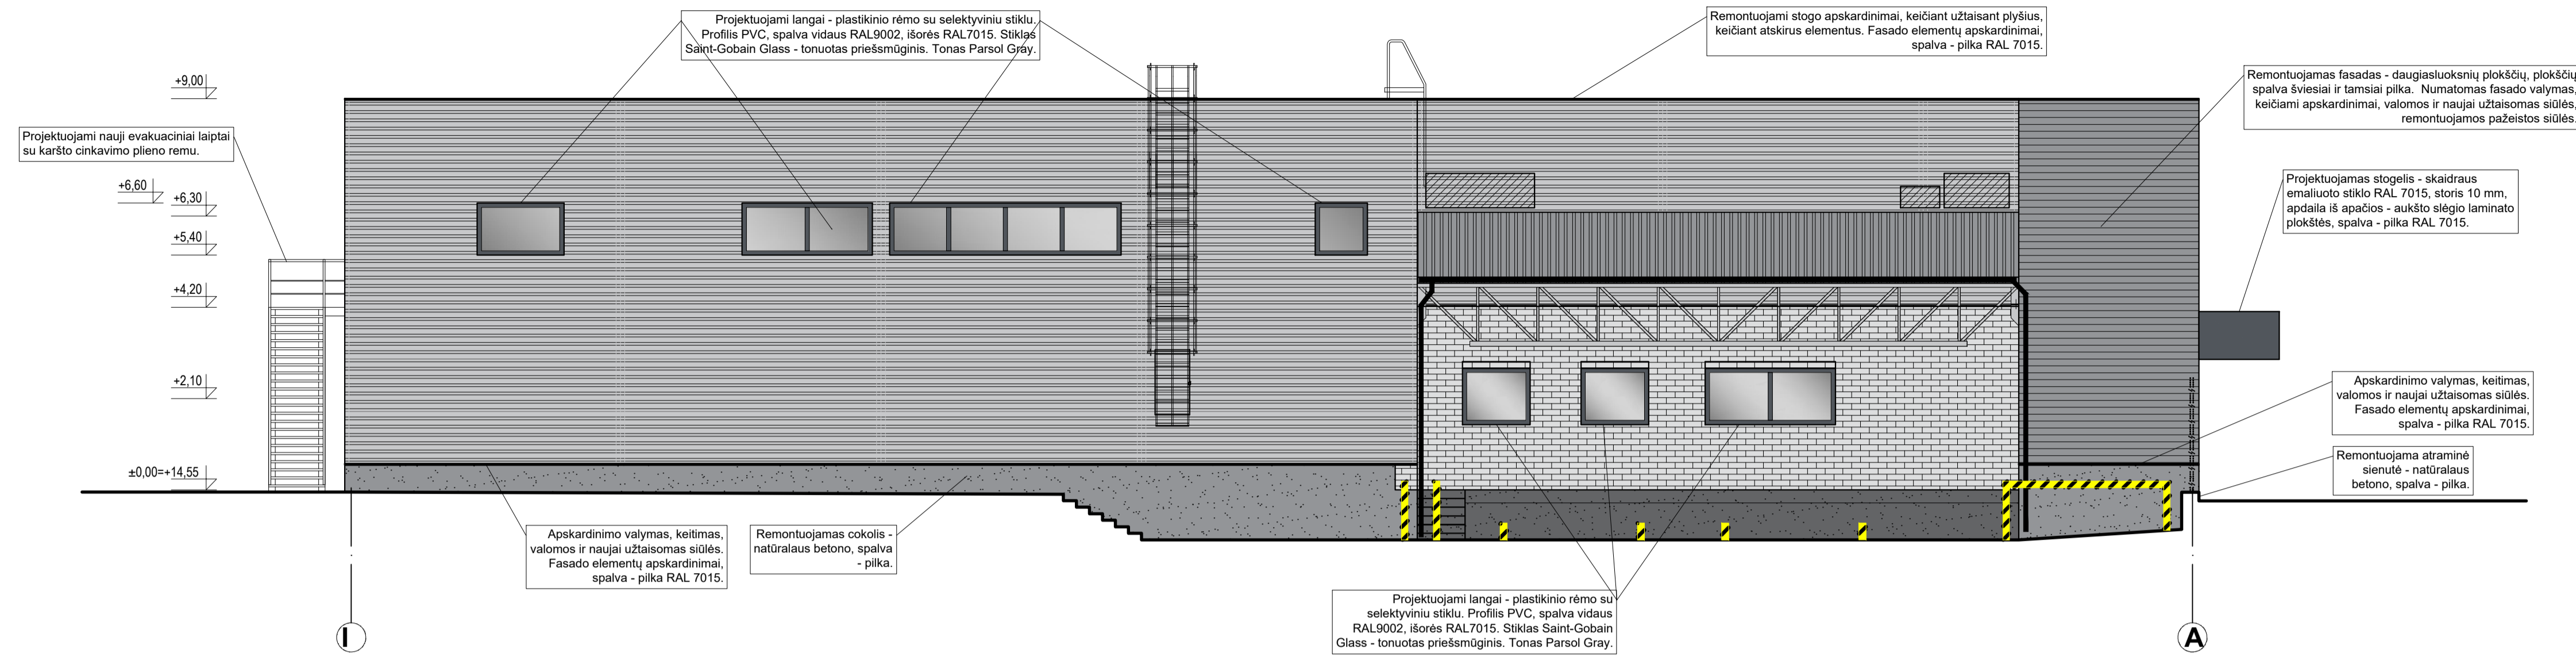 Projektuojami langai - plastikinio rėmo su selektyviniu stiklu.
Profilis PVC, spalva vidaus RAL9002, išorės RAL7015. Stiklas
Saint-Gobain Glass - tonuotas priešsmūginis. Tonas Parsol Gray.
Remontuojami stogo apskardinimai, keičiant užtaisant plyšius,
keičiant atskirus elementus. Fasado elementų apskardinimai,
spalva - pilka RAL 7015.
Remontuojamas fasadas - daugiasluoksnių plokščių, plokščių
spalva šviesiai ir tamsiai pilka. Numatomas fasado valymas,
keičiami apskardinimai, valomos ir naujai užtaisomas siūlės,
remontuojamos pažeistos siūlės.
+9,00
Projektuojami nauji evakuaciniai laiptai
su karšto cinkavimo plieno remu.
+6,60
+6,30
+5,40
+4,20
+2,10
±0,00=+14,55
Projektuojamas stogelis - skaidraus
emaliuoto stiklo RAL 7015, storis 10 mm,
apdaila iš apačios - aukšto slėgio laminato
plokštės, spalva - pilka RAL 7015.
Apskardinimo valymas, keitimas,
valomos ir naujai užtaisomas siūlės.
Fasado elementų apskardinimai,
spalva - pilka RAL 7015.
Remontuojama atraminė
sienutė - natūralaus
betono, spalva - pilka.
Apskardinimo valymas, keitimas,
valomos ir naujai užtaisomas siūlės.
Fasado elementų apskardinimai,
spalva - pilka RAL 7015.
Remontuojamas cokolis -
natūralaus betono, spalva
- pilka.
Projektuojami langai - plastikinio rėmo su
selektyviniu stiklu. Profilis PVC, spalva vidaus
RAL9002, išorės RAL7015. Stiklas Saint-Gobain
Glass - tonuotas priešsmūginis. Tonas Parsol Gray.
I
A